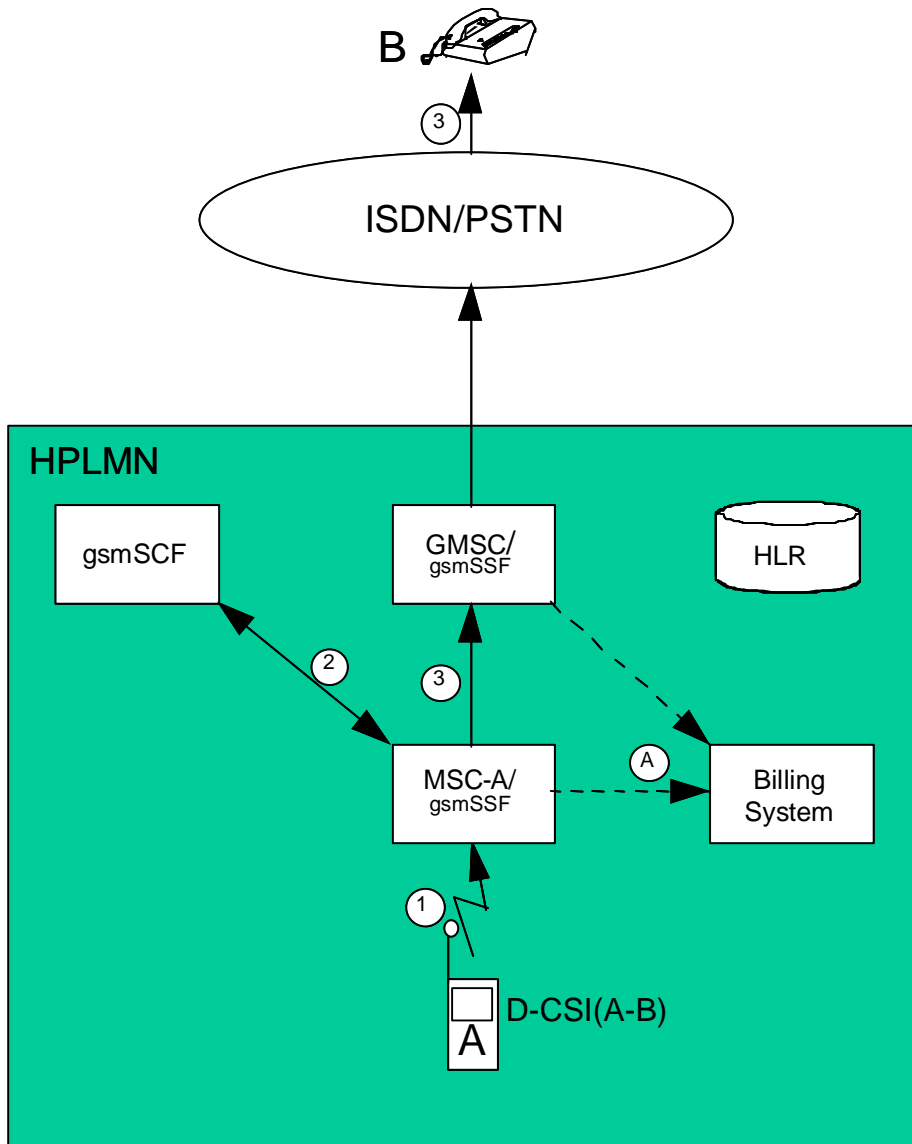 B
3
ISDN/PSTN
HPLMN
gsmSCF
GMSC/
gsmSSF
HLR
2
3
MSC-A/
gsmSSF
A
Billing
System
1
D-CSI(A-B)
A